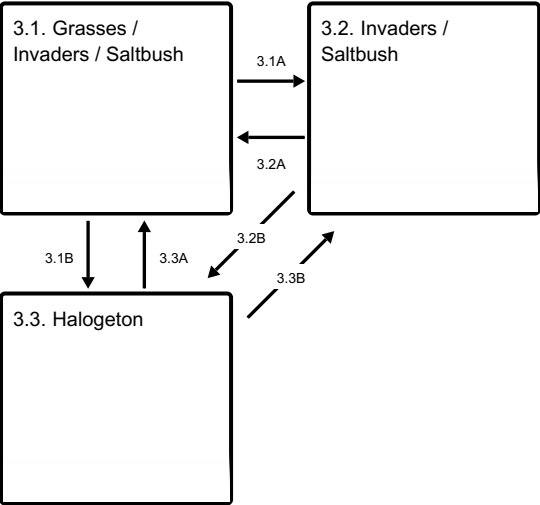 3.1. Grasses /
Invaders / Saltbush
3.2. Invaders /
Saltbush
3.1A
3.2A
3.2B
3.1B
3.3A
3.3B
3.3. Halogeton